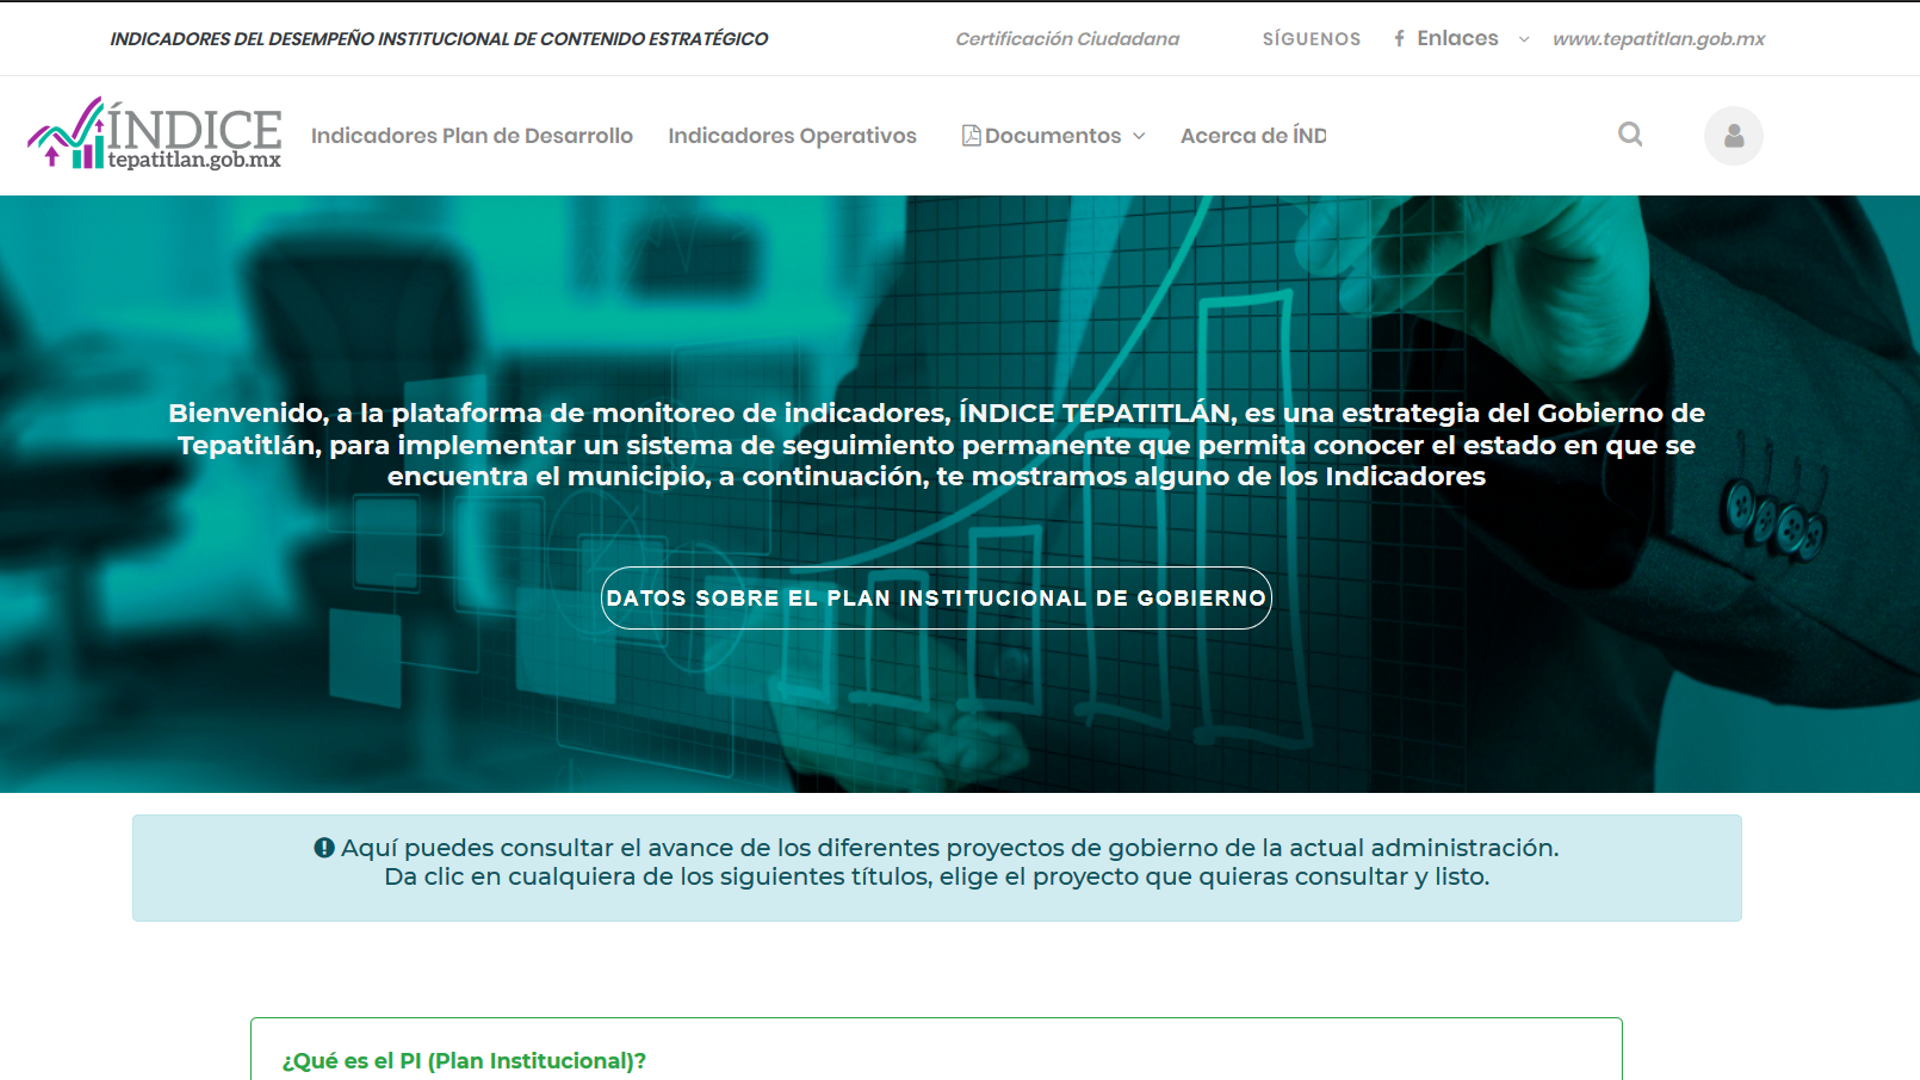 INDICADORES DEL DESEMPEÑO INSTITUCIONAL DE CONTENIDO ESTRATÉGICO
Certificación Ciudadana
SÍGUENOS
Enlaces
www.tepatitlan.gob.mx
ÍNDICE
tepatitlan.gob.mx
Indicadores Plan de Desarrollo
Indicadores Operativos
Documentos
Acerca de ÍND
Bienvenido, a la plataforma de monitoreo de indicadores, ÍNDICE TEPATITLÁN, es una estrategia del Gobierno de
Tepatitlán, para implementar un sistema de seguimiento permanente que permita conocer el estado en que se
encuentra el municipio, a continuación, te mostramos alguno de los Indicadores
DATOS SOBRE EL PLAN INSTITUCIONAL DE GOBIERNO
Aquí puedes consultar el avance de los diferentes proyectos de gobierno de la actual administración.
Da clic en cualquiera de los siguientes títulos, elige el proyecto que quieras consultar y listo.
¿Qué es el PI (Plan Institucional)?